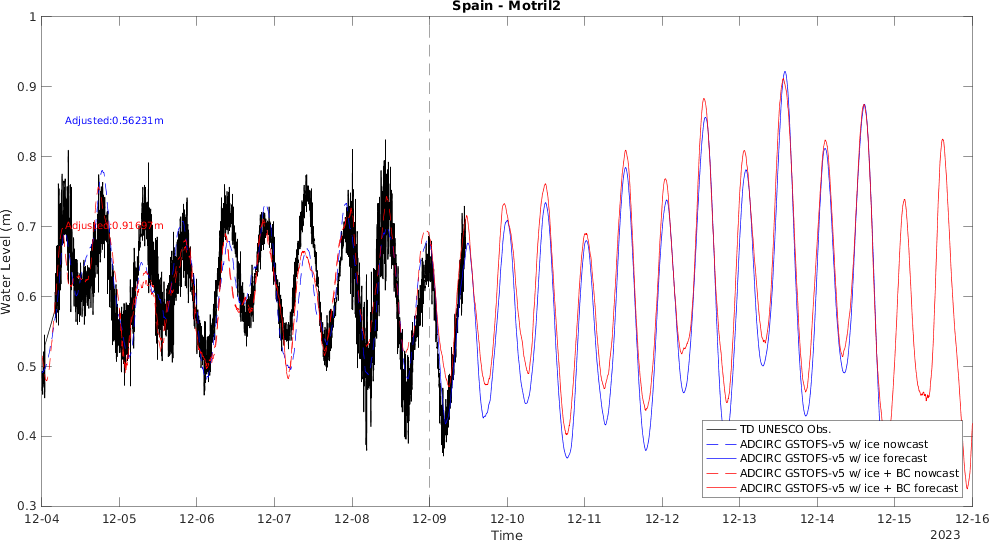 Spain - Motril2
1
0.9
0.8
0.7
0.6
0.5
0.4
0.3
Water Level (m)
Adjusted:0.56231m
Adjusted:0.91697m
TD UNESCO Obs.
ADCIRC GSTOFS-v5 w/ ice nowcast
ADCIRC GSTOFS-v5 w/ ice forecast
ADCIRC GSTOFS-v5 w/ ice + BC nowcast
ADCIRC GSTOFS-v5 w/ ice + BC forecast
12-04 12-05 12-06 12-07 12-08 12-09 12-10 12-11 12-12 12-13 12-14 12-15 12-16
Time
2023